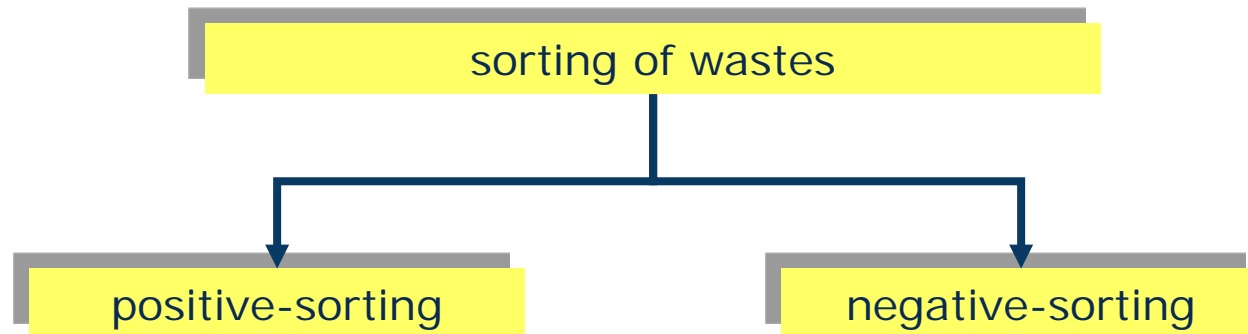 sorting of wastes
positive-sorting
negative-sorting